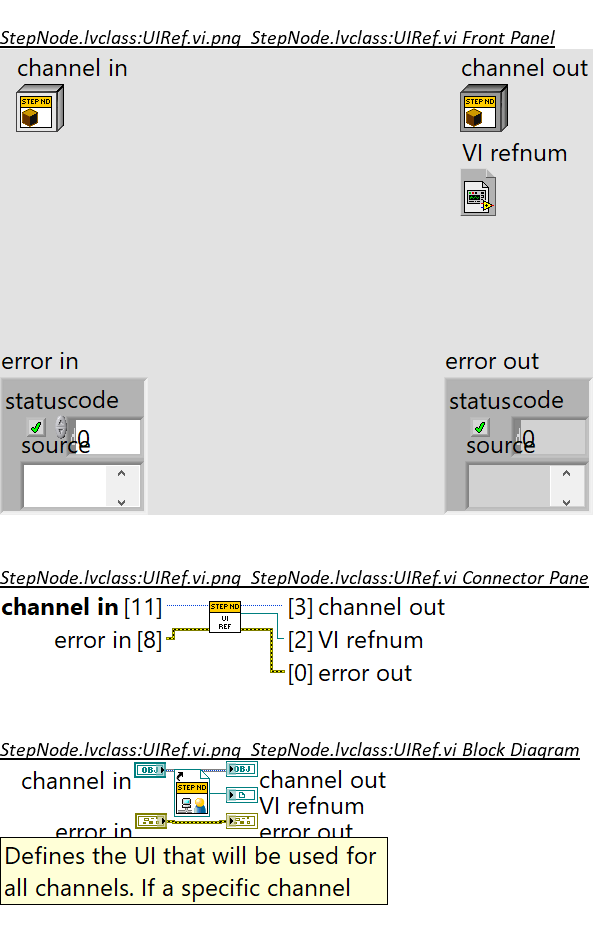 StepNode.lvclass:UIRef.vi.png StepNode.lvclass:UIRef.vi Front Panel
channel in
channel out
STEP ND
STEP ND
VI refnum
error in
error out
status code
status code
0
0
source
source
StepNode.lvclass:UIRef.vi.png StepNode.lvclass:UIRef.vi Connector Pane
channel in [11]
STEP ND
UI
REF
[3] channel out
error in [8]
[2] VI refnum
[0] error out
StepNode.lvclass:UIRef.vi.png StepNode.lvclass:UIRef.vi Block Diagram
channel in
OBJ
STEP ND
OBJ
channel out
VI refnum
error in
error out
Defines the UI that will be used for
all channels. If a specific channel